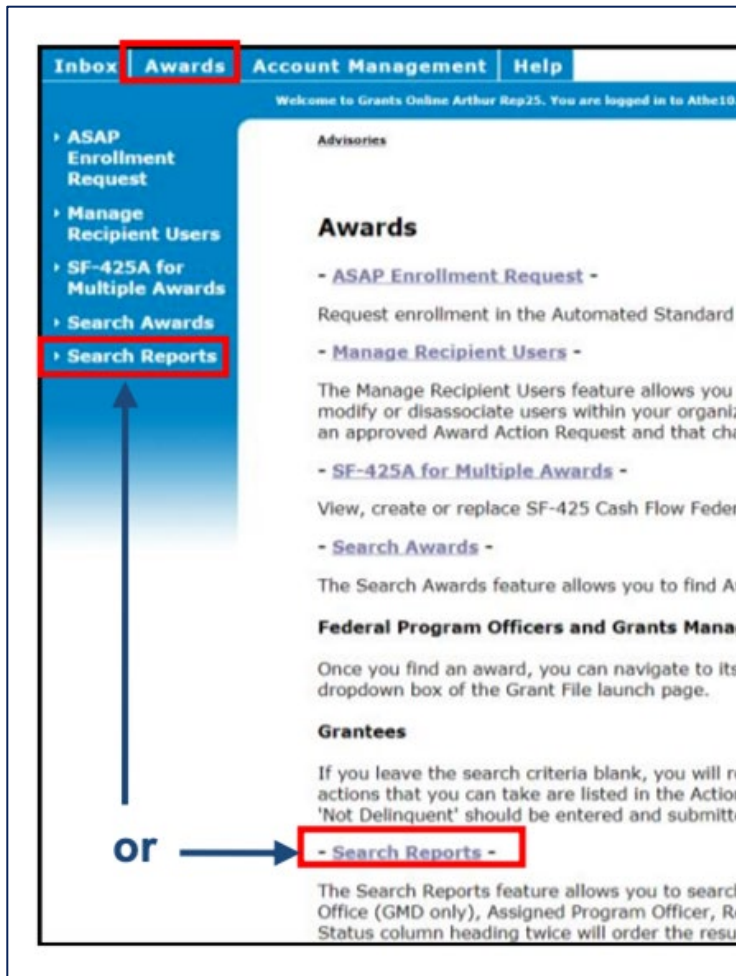 Inbox Awards Account Management Help
Welcome to Grants Online Arthur Rep25. You are logged in to Athe10.
ASAP
Enrollment
Request
Manage
Recipient Users
SF-425A for
Multiple Awards
Search Awards
Search Reports
or
Advisories
Awards
- ASAP Enrollment Request -
Request enrollment in the Automated Standard
- Manage Recipient Users -
The Manage Recipient Users feature allows you
modify or disassociate users within your
an approved Award Action Request and that
- SF-425A for Multiple Awards -
View, create or replace SF-425 Cash Flow
- Search Awards -
The Search Awards feature allows you to find
Federal Program Officers and Grants
Once you find an award, you can navigate to its
dropdown box of the Grant File launch page.
Grantees
If you leave the search criteria blank, you will
actions that you can take are listed in the
'Not Delinquent' should be entered and
- Search Reports -
The Search Reports feature allows you to search
Office (GMD only), Assigned Program Officer,
Status column heading twice will order the